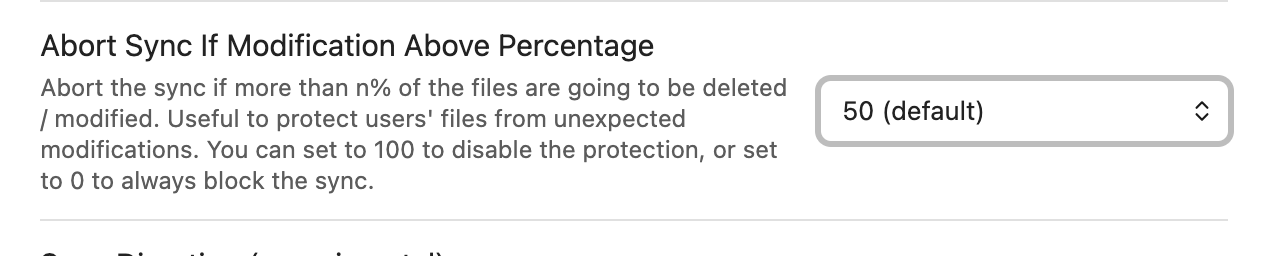 Abort Sync If Modification Above Percentage
Abort the sync if more than n% of the files are going to be deleted
/ modified. Useful to protect users' files from unexpected
modifications. You can set to 100 to disable the protection, or set
to 0 to always block the sync.
50 (default)